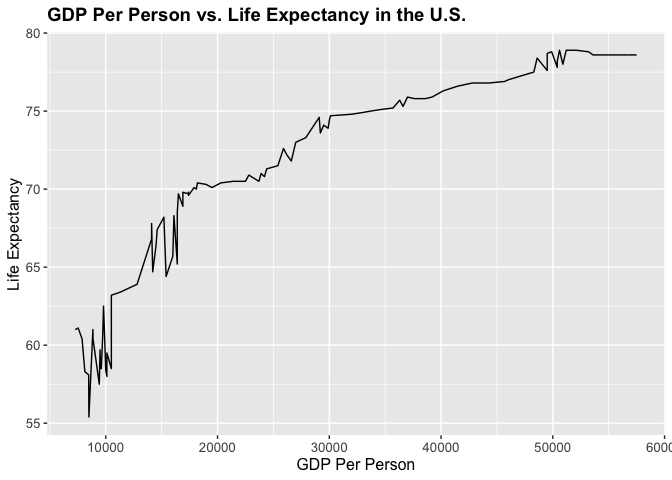 GDP Per Person vs. Life Expectancy in the U.S.
80
75
70
65
60
55
Life Expectancy
10000 20000 30000 40000 50000 6000
GDP Per Person